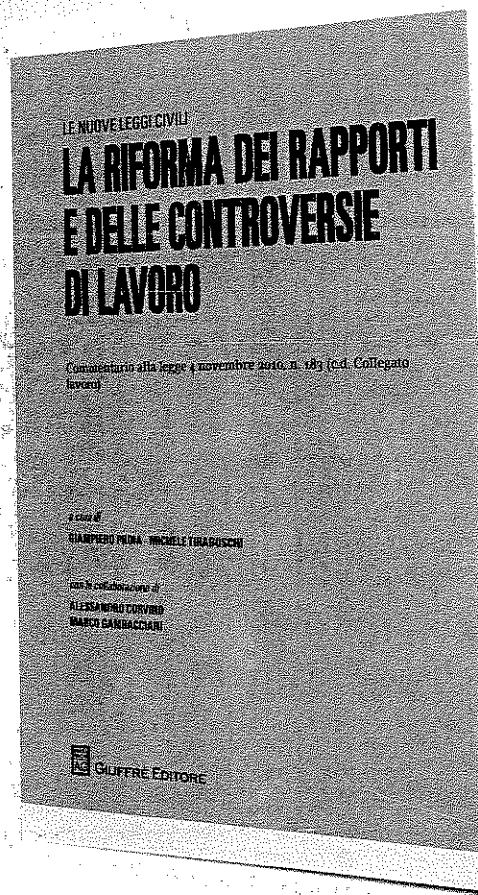 LE NUOVE LEGGI CIVILI
LA RIFORMA DEI RAPPORTI
E DELLE CONTROVERSIE
DI LAVORO
Commentario alla legge 4 novembre 2010, n. 183 (c.d. Collegato
lavoro)
a cura di
GIAMPIERO PROIA - MICHELE TIRABOSCHI
con la collaborazione di
ALESSANDRO CORVINO
MARCO GAMBACCIANI
GIUFFRÈ EDITORE